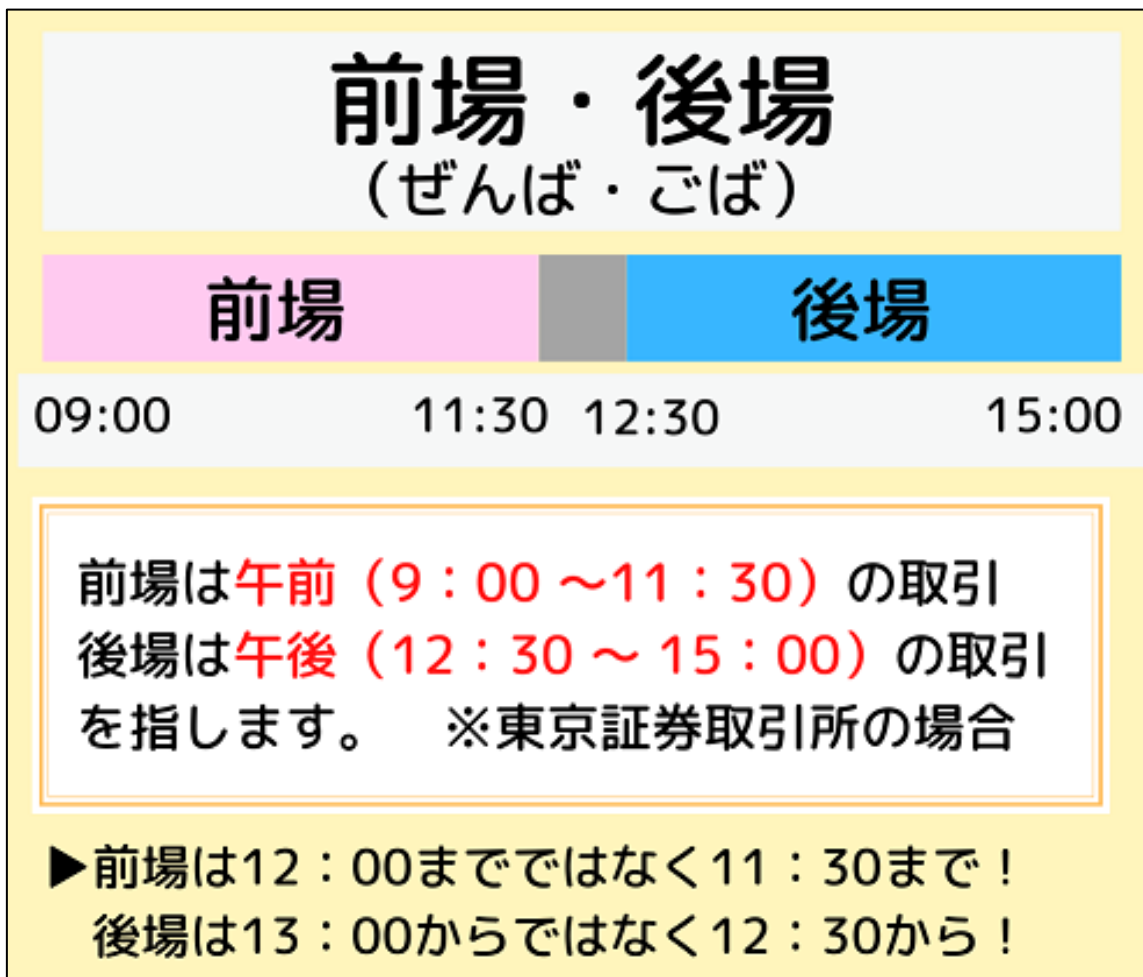 前場・後場
（ぜんば・ごば）
前場 後場
09:00 11:30 12:30 15:00
前場は午前（9：00 ～11：30）の取引
後場は午後（12：30 ～ 15：00）の取引
を指します。 ※東京証券取引所の場合
▶前場は12：00まででではなく11：30まで！
後場は13：00からではなく12：30から！